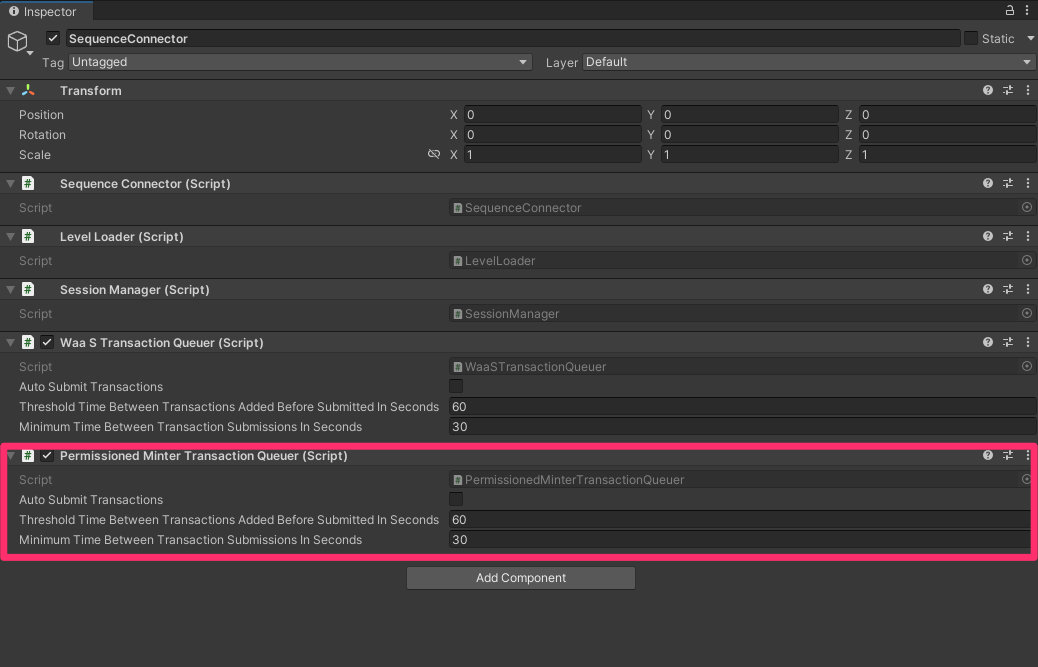 Inspector
SequenceConnector Static
Tag Untagged Layer Default
Transform
Position X 0 Y 0 Z 0
Rotation X 0 Y 0 Z 0
Scale X 1 Y 1 Z 1
# Sequence Connector (Script)
Script # SequenceConnector
# Level Loader (Script)
Script # LevelLoader
# Session Manager (Script)
Script # SessionManager
# Waa S Transaction Queuer (Script)
Script # WaaSTransactionQueuer
Auto Submit Transactions
Threshold Time Between Transactions Added Before Submitted In Seconds 60
Minimum Time Between Transaction Submissions In Seconds 30
# Permissioned Minter Transaction Queuer (Script)
Script # PermissionedMinterTransactionQueuer
Auto Submit Transactions
Threshold Time Between Transactions Added Before Submitted In Seconds 60
Minimum Time Between Transaction Submissions In Seconds 30
Add Component